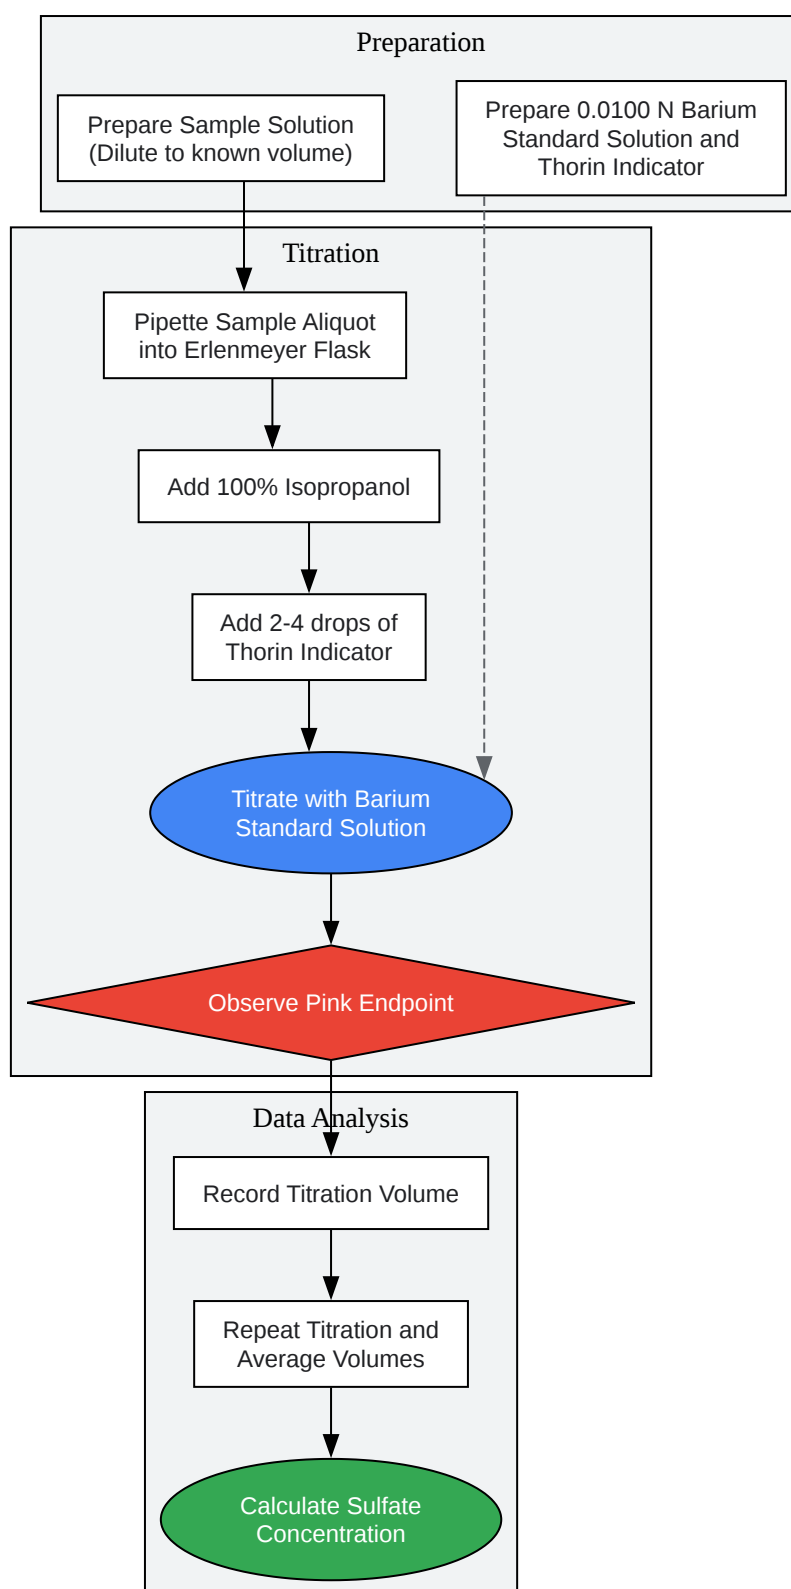 Preparation
Prepare Sample Solution
(Dilute to known volume)
Prepare 0.0100 N Barium
Standard Solution and
Thorin Indicator
Titration
Pipette Sample Aliquot
into Erlenmeyer Flask
Add 100% Isopropanol
Add 2-4 drops of
Thorin Indicator
Titrate with Barium
Standard Solution
Observe Pink Endpoint
Data Analysis
Record Titration Volume
Repeat Titration and
Average Volumes
Calculate Sulfate
Concentration